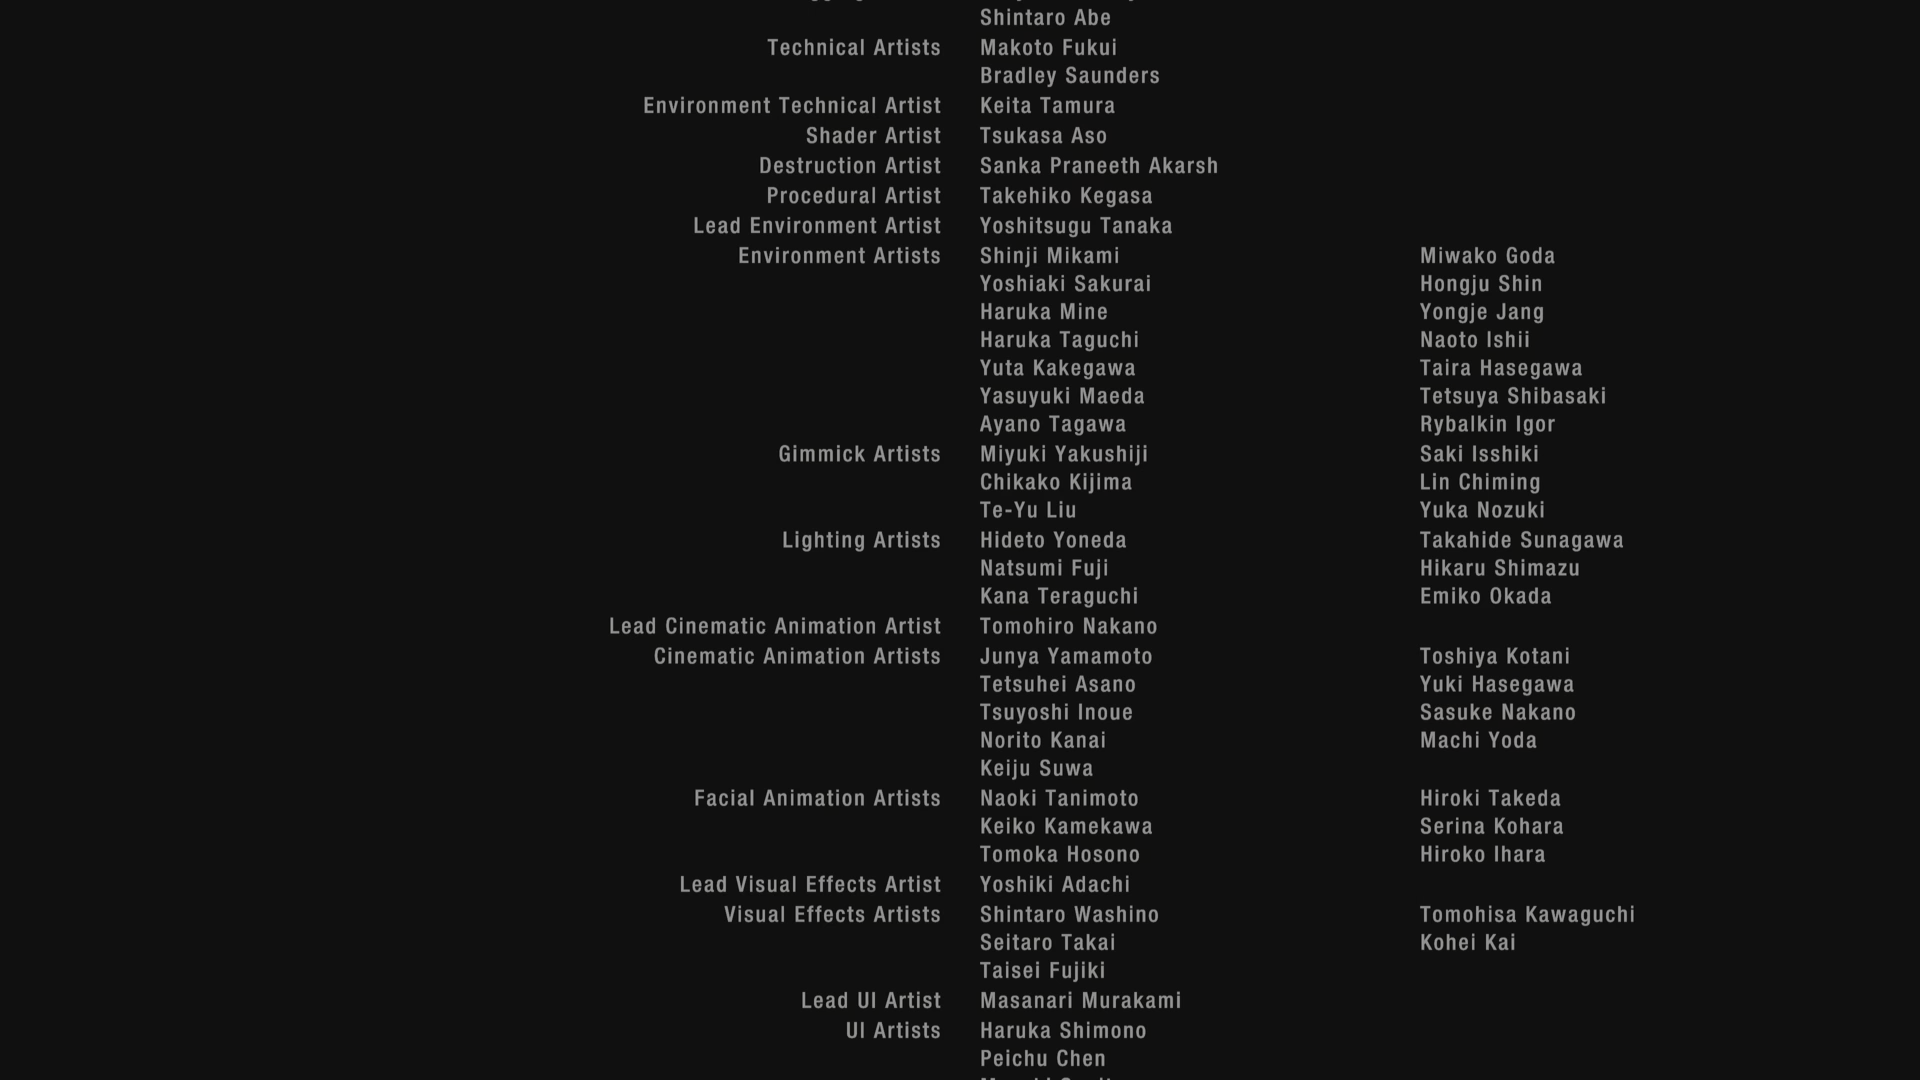 Shintaro Abe
Technical Artists Makoto Fukui
Bradley Saunders
Environment Technical Artist Keita Tamura
Shader Artist Tsukasa Aso
Destruction Artist Sanka Praneeth Akarsh
Procedural Artist Takehiko Kegasa
Lead Environment Artist Yoshitsugu Tanaka
Environment Artists Shinji Mikami Miwako Goda
Yoshiaki Sakurai Hongju Shin
Haruka Mine Yongje Jang
Haruka Taguchi Naoto Ishii
Yuta Kakegawa Taira Hasegawa
Yasuyuki Maeda Tetsuya Shibasaki
Ayano Tagawa Rybalkin Igor
Gimmick Artists Miyuki Yakushiji Saki Isshiki
Chikako Kijima Lin Chiming
Te-Yu Liu Yuka Nozuki
Lighting Artists Hideto Yoneda Takahide Sunagawa
Natsumi Fuji Hikaru Shimazu
Kana Teraguchi Emiko Okada
Lead Cinematic Animation Artist Tomohiro Nakano
Cinematic Animation Artists Junya Yamamoto Toshiya Kotani
Tetsuhei Asano Yuki Hasegawa
Tsuyoshi Inoue Sasuke Nakano
Norito Kanai Machi Yoda
Keiju Suwa
Facial Animation Artists Naoki Tanimoto Hiroki Takeda
Keiko Kamekawa Serina Kohara
Tomoka Hosono Hiroko Ihara
Lead Visual Effects Artist Yoshiki Adachi
Visual Effects Artists Shintaro Washino Tomohisa Kawaguchi
Seitaro Takai Kohei Kai
Taisei Fujiki
Lead UI Artist Masanari Murakami
UI Artists Haruka Shimono
Peichu Chen